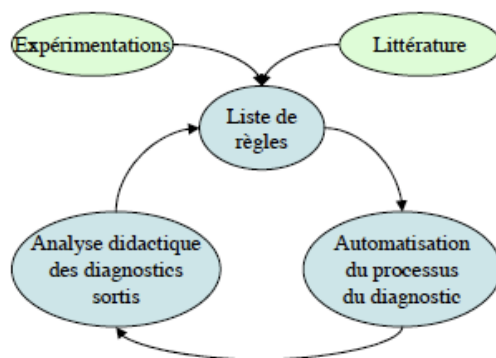 Expérimentations
Littérature
Liste de
règles
Analyse didactique
des diagnostics
sortis
Automatisation
du processus
du diagnostic